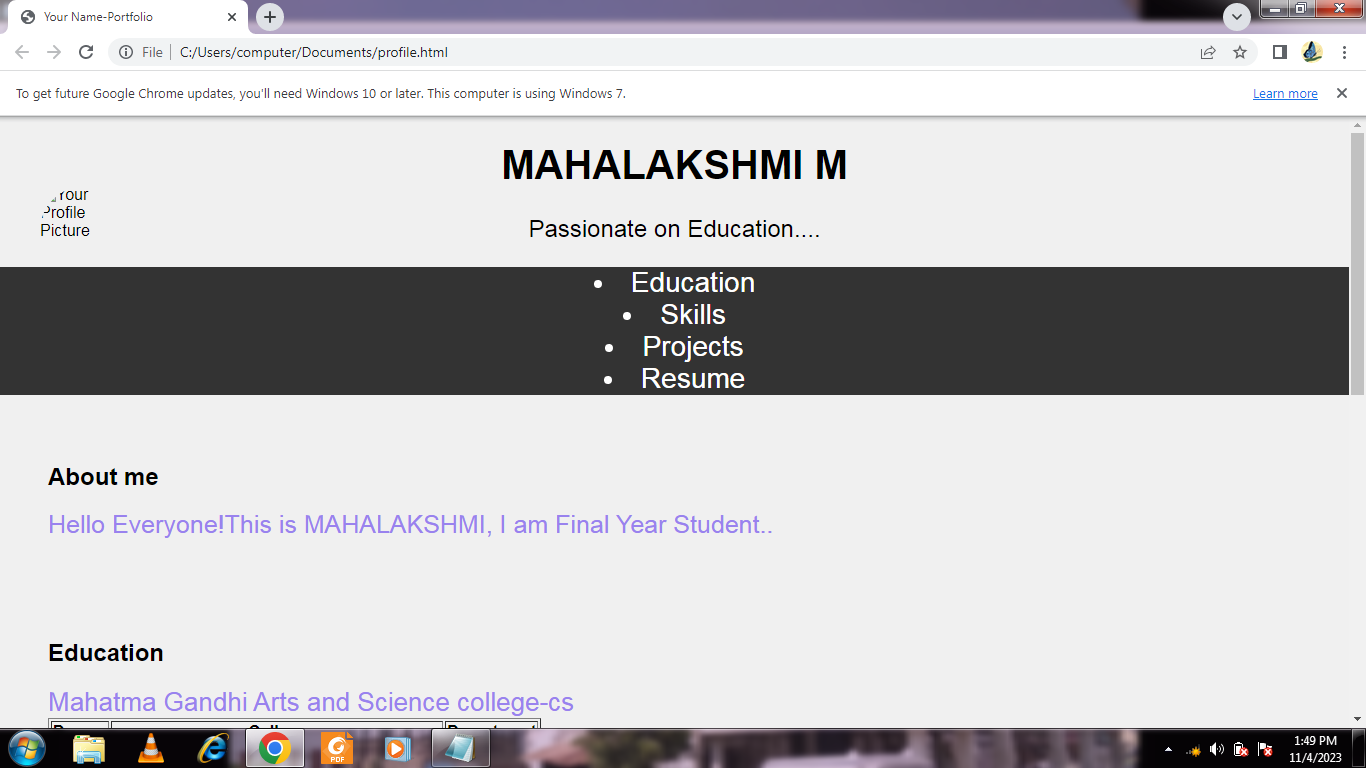 Your Name-Portfolio
File
C:/Users/computer/Documents/profile.html
To get future Google Chrome updates, you'll need Windows 10 or later. This computer is using Windows 7.
Learn more
MAHALAKSHMI M
Your
Profile
Picture
Passionate on Education....
• Education
• Skills
• Projects
• Resume
About me
Hello Everyone!This is MAHALAKSHMI, I am Final Year Student..
Education
Mahatma Gandhi Arts and Science college-cs
PDF
1:49 PM
11/4/2023